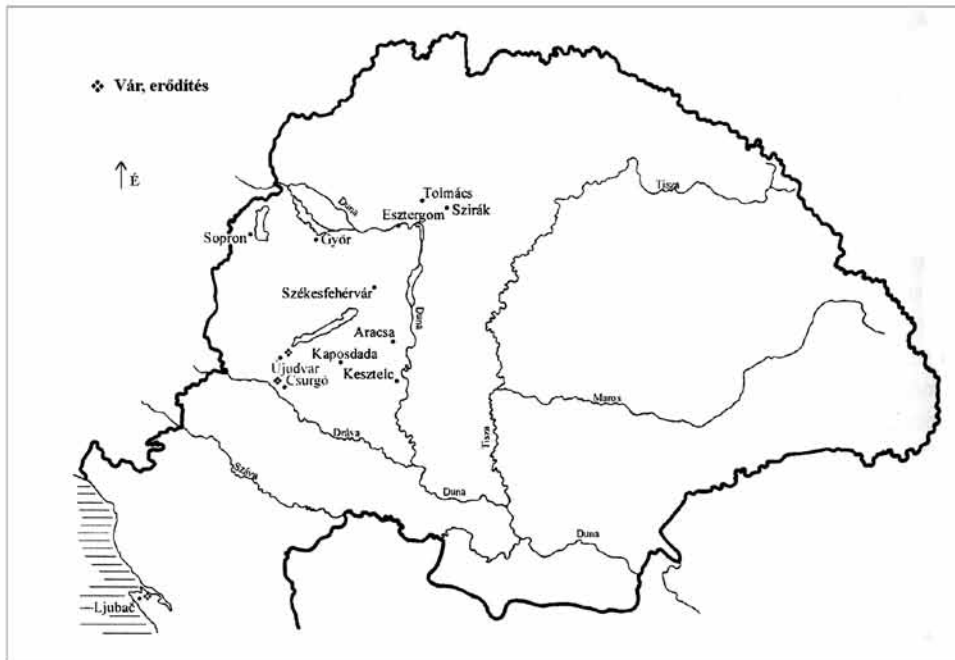 Vár, erődítés
É
Duna
Tisza
Tolmács
Esztergom
Szirák
Sopron
Győr
Székesfehérvár
Duna
Aracsa
Kaposdada
Újudvar
Kesztelc
Csurgó
Maros
Dráva
Tisza
Száva
Duna
Duna
Ljubač